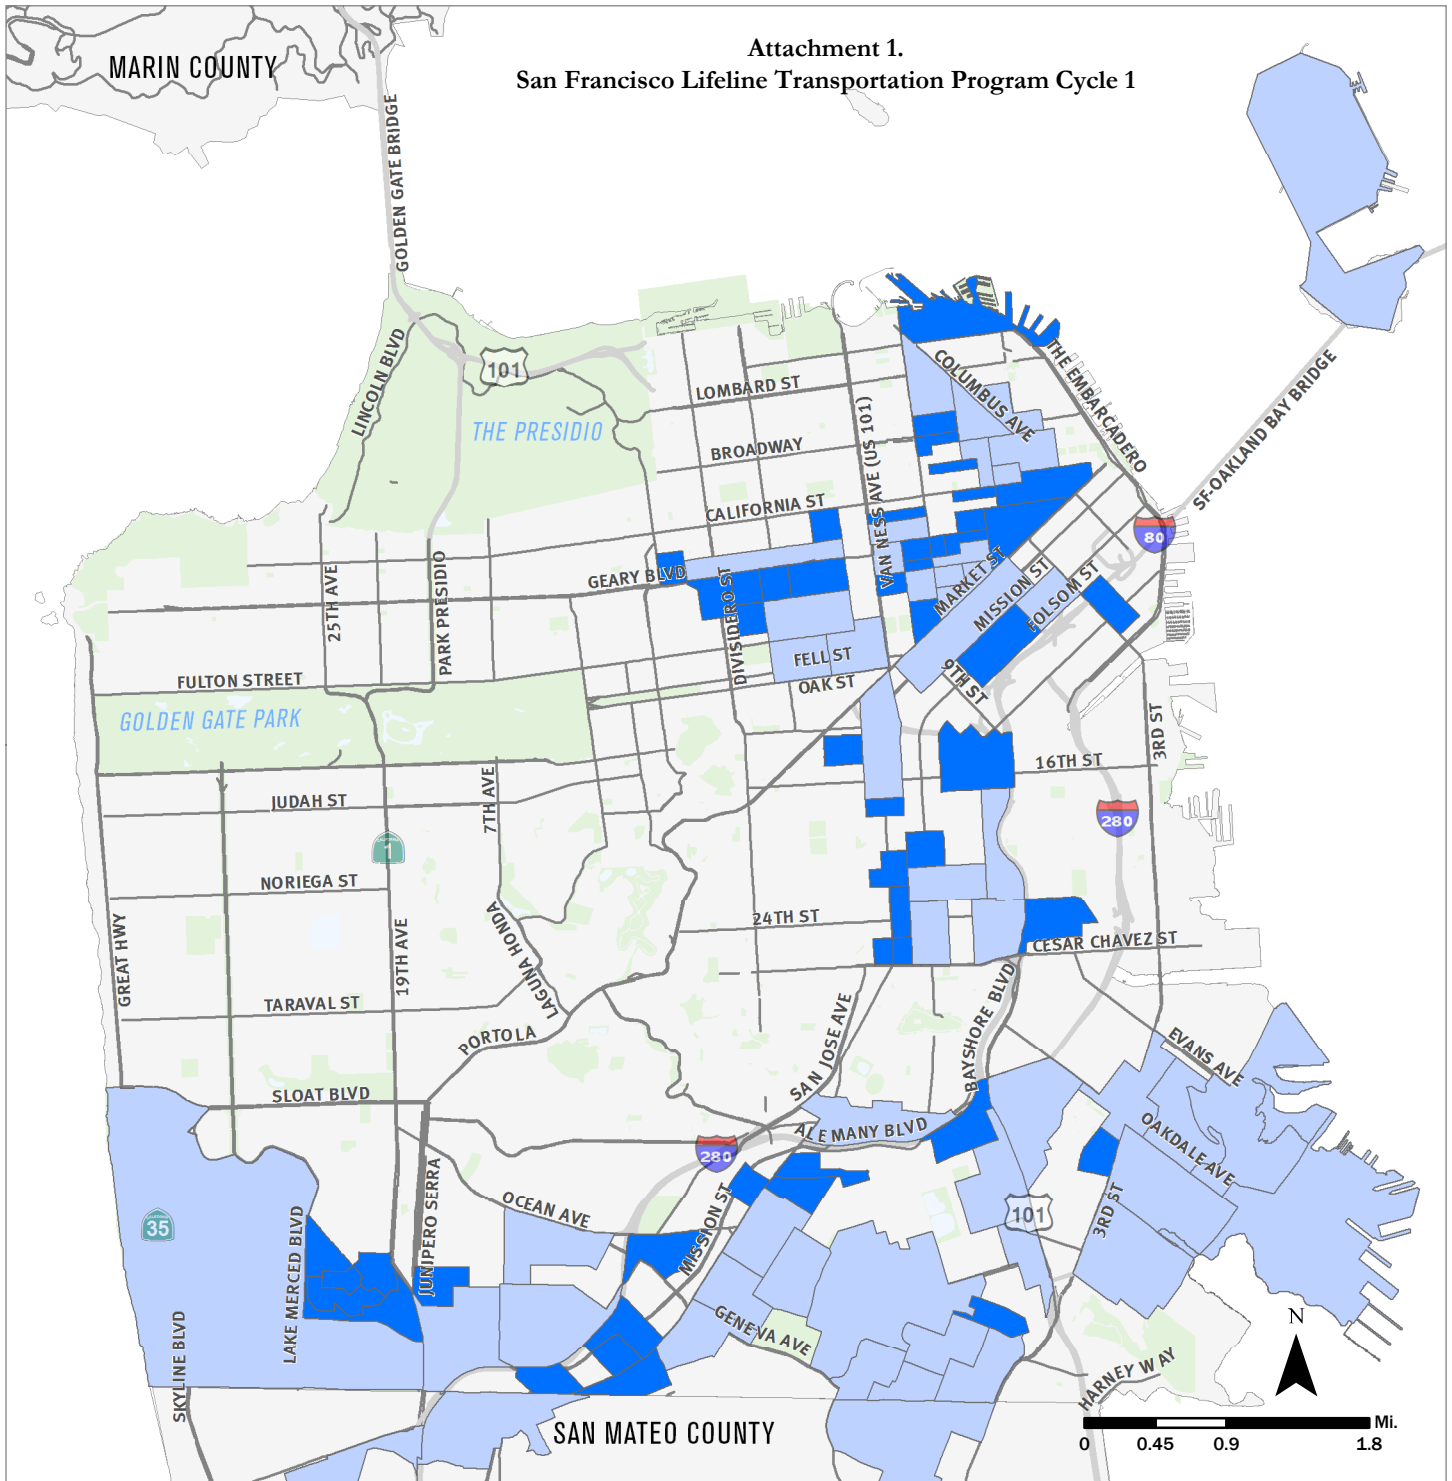 Attachment 1.
San Francisco Lifeline Transportation Program Cycle 1
MARIN COUNTY
GOLDEN GATE BRIDGE
LINCOLN BLVD
101
THE PRESIDIO
LOMBARD ST
BROADWAY
CALIFORNIA ST
VAN NESS AVE (US 101)
COLUMBUS AVE
THE EMBARCADERO
SF-OAKLAND BAY BRIDGE
80
25TH AVE
PARK PRESIDIO
GEARY BLVD
DIVISIDERO ST
MARKET ST
MISSION ST
FOLSOM ST
9TH ST
FULTON STREET
FELL ST
OAK ST
GOLDEN GATE PARK
3RD ST
16TH ST
JUDAH ST
7TH AVE
280
1
NORIEGA ST
24TH ST
CESAR CHAVEZ ST
GREAT HWY
19TH AVE
LAGUNA HONDA
TARAVAL ST
PORTOLA
SAN JOSE AVE
BAYSHORE BLVD
EVANS AVE
SLOAT BLVD
ALEMANY BLVD
OAKDALE AVE
280
35
LAKE MERCED BLVD
JUNIPERO SERRA
OCEAN AVE
MISSION ST
101
3RD ST
SKYLINE BLVD
GENEVA AVE
HARNEY WAY
N
SAN MATEO COUNTY
Mi.
0 0.45 0.9 1.8